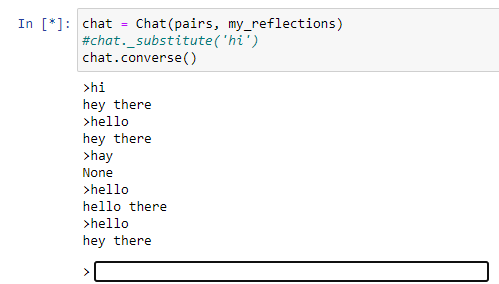 In [*]: chat = Chat(pairs, my_reflections)
#chat._substitute('hi')
chat.converse()
>hi
hey there
>hello
hey there
>hay
None
>hello
hello there
>hello
hey there
>